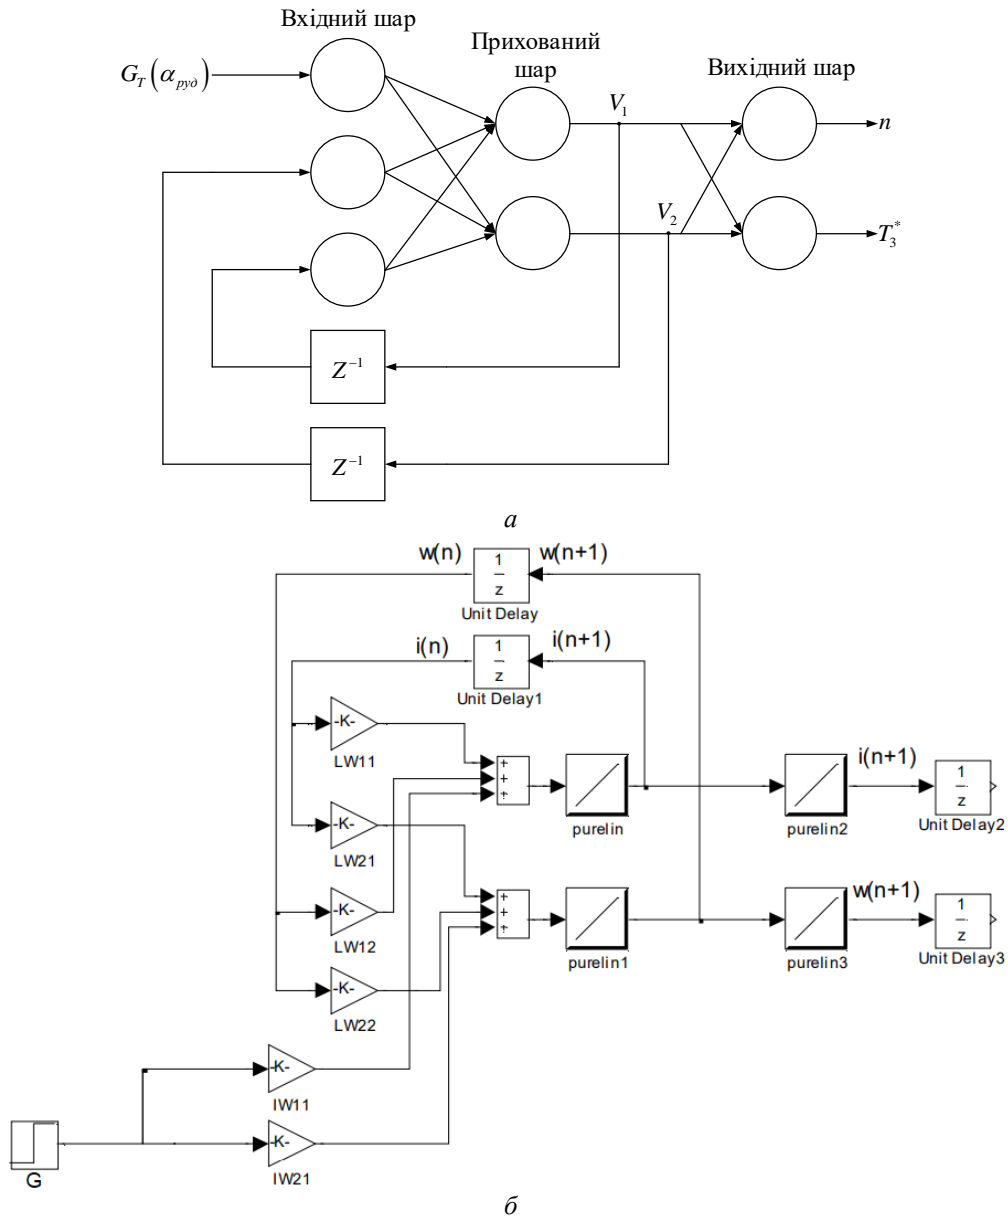 Вхідний шар
Прихований
шар
Вихідний шар
G_T(α_руд)
V_1
n
V_2
T_3^*
Z^{-1}
Z^{-1}
а
w(n)
1
z
w(n+1)
Unit Delay
i(n)
1
z
i(n+1)
Unit Delay1
-K-
LW11
+
+
+
purelin
purelin2
i(n+1)
1
z
Unit Delay2
-K-
LW21
-K-
LW12
+
+
+
purelin1
purelin3
w(n+1)
1
z
Unit Delay3
-K-
LW22
-K-
IW11
G
-K-
IW21
б